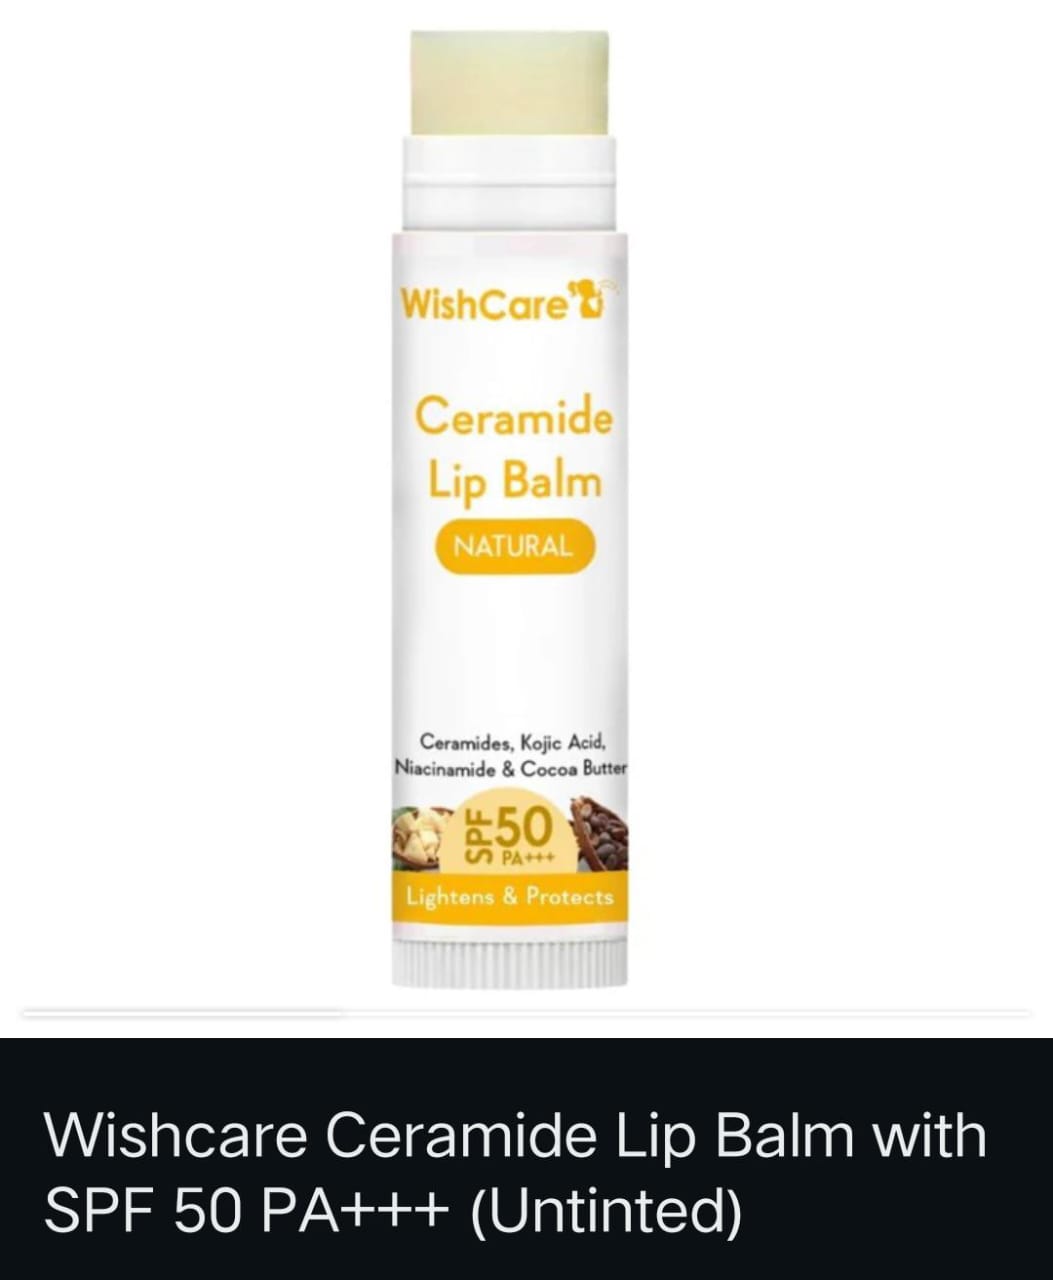 WishCare
Ceramide
Lip Balm
NATURAL
Ceramides, Kojic Acid,
Niacinamide & Cocoa Butter
SPF 50
PA+++
Lightens & Protects
Wishcare Ceramide Lip Balm with
SPF 50 PA+++ (Untinted)